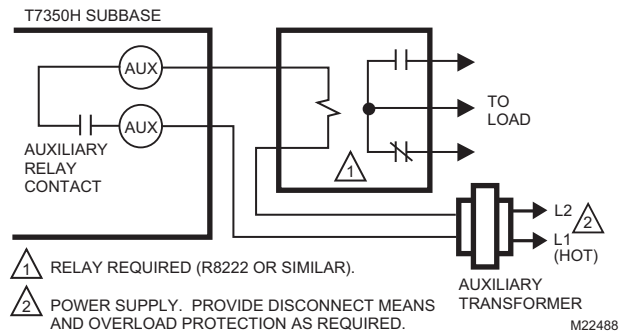 T7350H SUBBASE
AUX
AUX
AUXILIARY
RELAY
CONTACT
1
TO
LOAD
L2
2
L1
(HOT)
AUXILIARY
TRANSFORMER
1 RELAY REQUIRED (R8222 OR SIMILAR).
2 POWER SUPPLY. PROVIDE DISCONNECT MEANS
AND OVERLOAD PROTECTION AS REQUIRED.
M22488